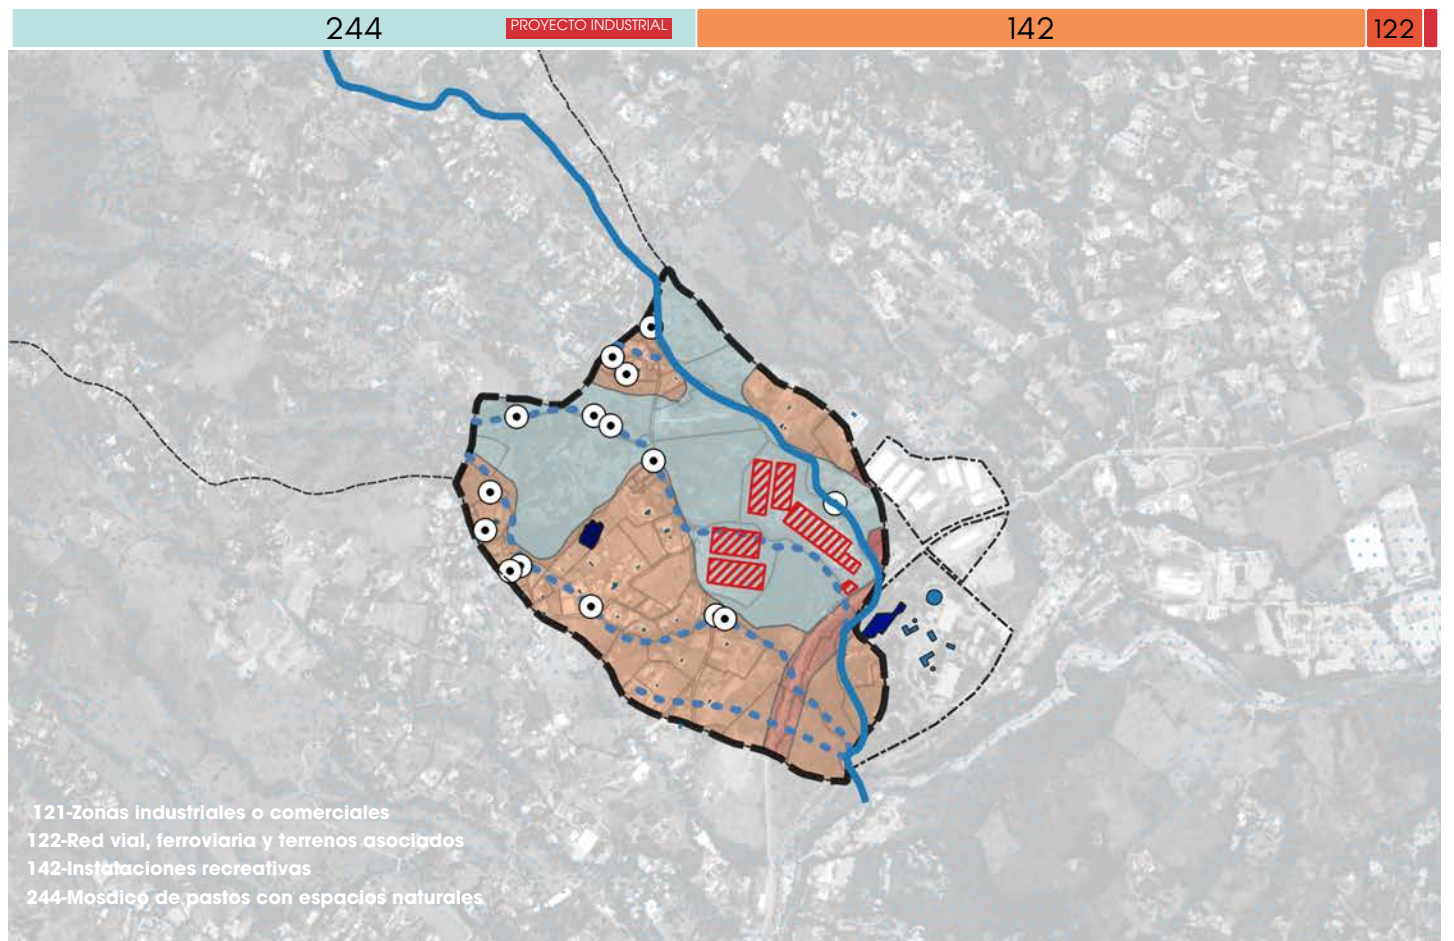 244
PROYECTO INDUSTRIAL
142
122
121-Zonas industriales o comerciales
122-Red vial, ferroviaria y terrenos asociados
142-Instalaciones recreativas
244-Mosaico de pastos con espacios naturales